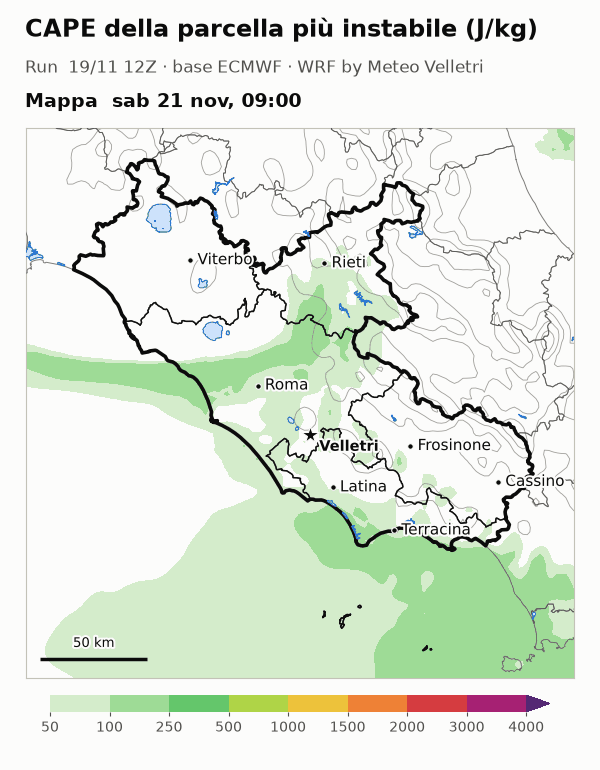 CAPE della parcella più instabile (J/kg)
Run  19/11 12Z · base ECMWF · WRF by Meteo Velletri
Mappa  sab 21 nov, 09:00
Viterbo
Rieti
Roma
Velletri
Frosinone
Cassino
Latina
Terracina
50 km
50 100 250 500 1000 1500 2000 3000 4000